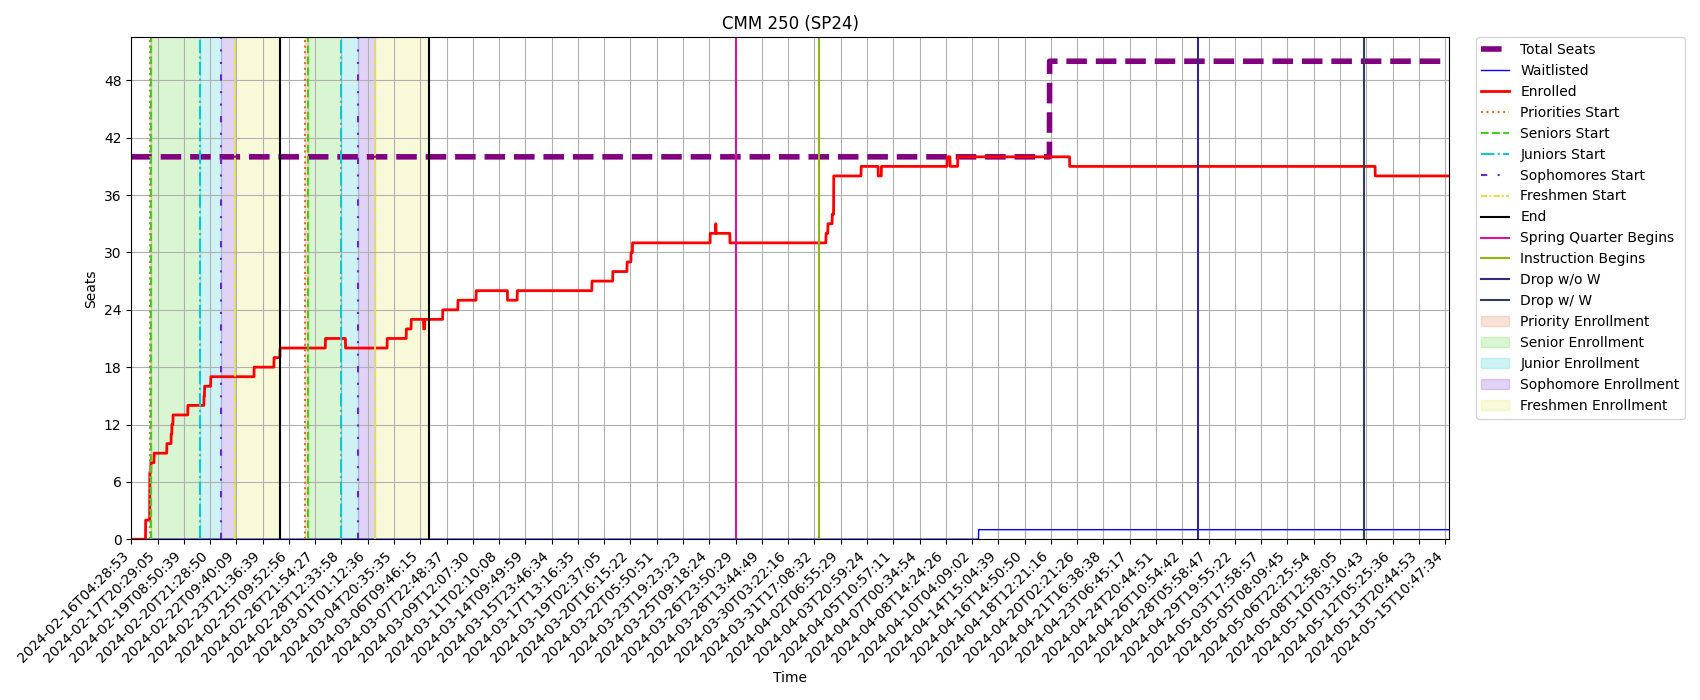 CMM 250 (SP24)
Seats
48
42
36
30
24
18
12
6
0
2024-02-16T04:28:53
2024-02-17T20:29:05
2024-02-19T08:50:39
2024-02-20T21:28:50
2024-02-22T09:40:09
2024-02-23T21:36:39
2024-02-25T09:52:56
2024-02-26T21:54:27
2024-02-28T12:33:58
2024-03-01T01:12:36
2024-03-04T20:35:35
2024-03-06T09:46:15
2024-03-07T22:48:37
2024-03-09T12:07:30
2024-03-11T02:10:08
2024-03-14T09:49:59
2024-03-15T23:46:34
2024-03-17T13:16:35
2024-03-19T02:37:05
2024-03-20T16:15:22
2024-03-22T05:50:51
2024-03-23T19:23:23
2024-03-25T09:18:24
2024-03-26T23:50:29
2024-03-28T13:44:49
2024-03-30T03:22:16
2024-03-31T17:08:32
2024-04-02T06:55:29
2024-04-03T20:59:24
2024-04-05T10:57:11
2024-04-07T00:34:54
2024-04-08T14:24:26
2024-04-10T04:09:02
2024-04-14T15:04:39
2024-04-16T14:50:50
2024-04-18T12:21:16
2024-04-20T02:21:26
2024-04-21T16:38:38
2024-04-23T06:45:17
2024-04-24T20:44:51
2024-04-26T10:54:42
2024-04-28T05:58:47
2024-04-29T19:55:22
2024-05-03T17:58:57
2024-05-05T08:09:45
2024-05-06T22:25:54
2024-05-08T12:58:05
2024-05-10T03:10:43
2024-05-12T05:25:36
2024-05-13T20:44:53
2024-05-15T10:47:34
Time
Total Seats
Waitlisted
Enrolled
Priorities Start
Seniors Start
Juniors Start
Sophomores Start
Freshmen Start
End
Spring Quarter Begins
Instruction Begins
Drop w/o W
Drop w/ W
Priority Enrollment
Senior Enrollment
Junior Enrollment
Sophomore Enrollment
Freshmen Enrollment